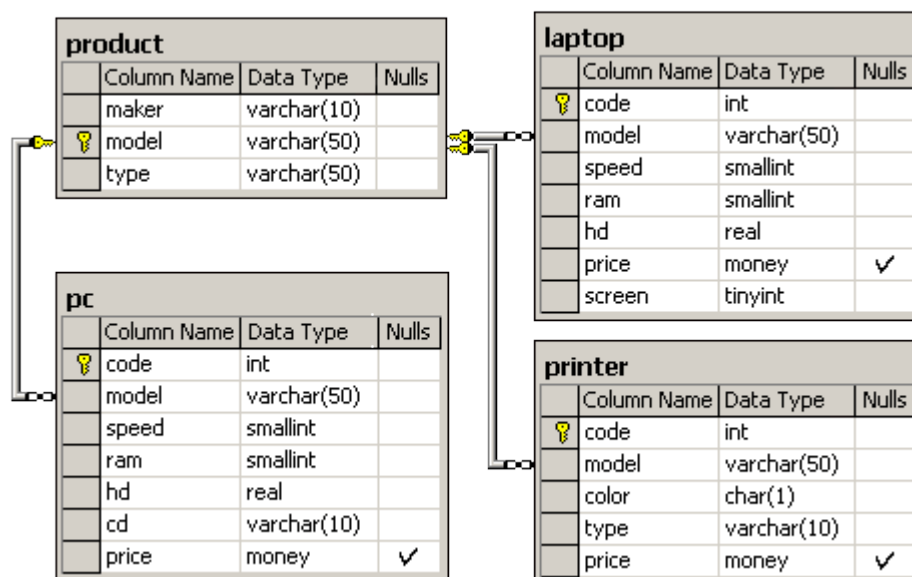 product
Column Name Data Type Nulls
maker varchar(10)
model varchar(50)
type varchar(50)
laptop
Column Name Data Type Nulls
code int
model varchar(50)
speed smallint
ram smallint
hd real
price money ✓
screen tinyint
pc
Column Name Data Type Nulls
code int
model varchar(50)
speed smallint
ram smallint
hd real
cd varchar(10)
price money ✓
printer
Column Name Data Type Nulls
code int
model varchar(50)
color char(1)
type varchar(10)
price money ✓